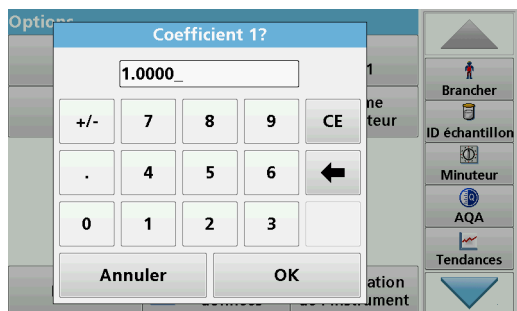 Options
Coefficient 1?
1.0000_
1
+/-
7
8
9
CE
.
4
5
6
0
1
2
3
Annuler
OK
Brancher
ID échantillon
Minuteur
AQA
Tendances